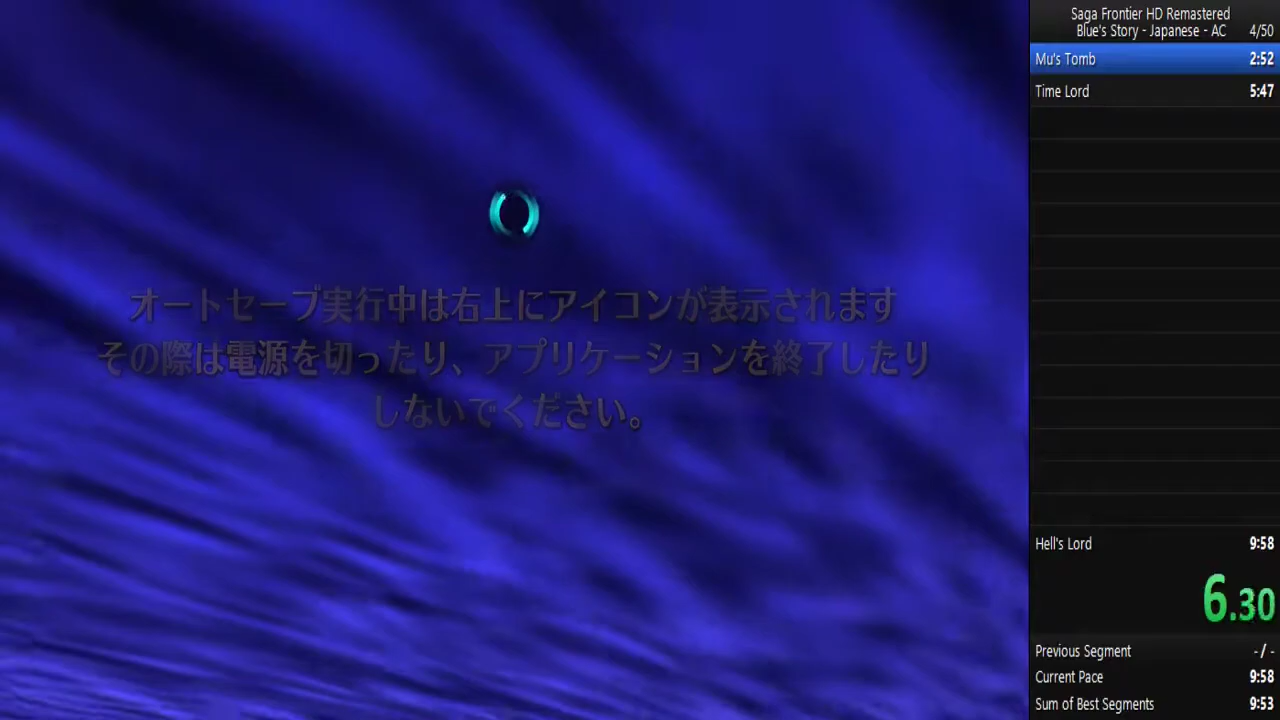 Saga Frontier HD Remastered
Blue's Story - Japanese - AC 4/50
Mu's Tomb 2:52
Time Lord 5:47
オートセーブ実行中は右上にアイコンが表示されます
その際は電源を切ったり、アプリケーションを終了したり
しないでください。
Hell's Lord 9:58
6.30
Previous Segment - / -
Current Pace 9:58
Sum of Best Segments 9:53